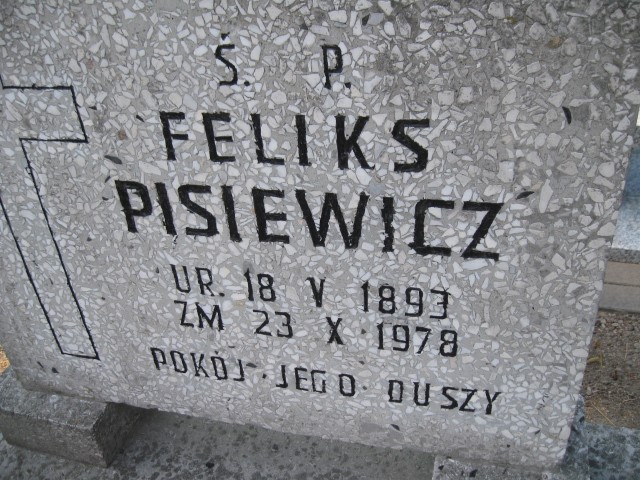 Ś. P.
FELIKS
PISIEWICZ
UR. 18 V 1893
ZM 23 X 1978
POKÓJ · JEGO DUSZY